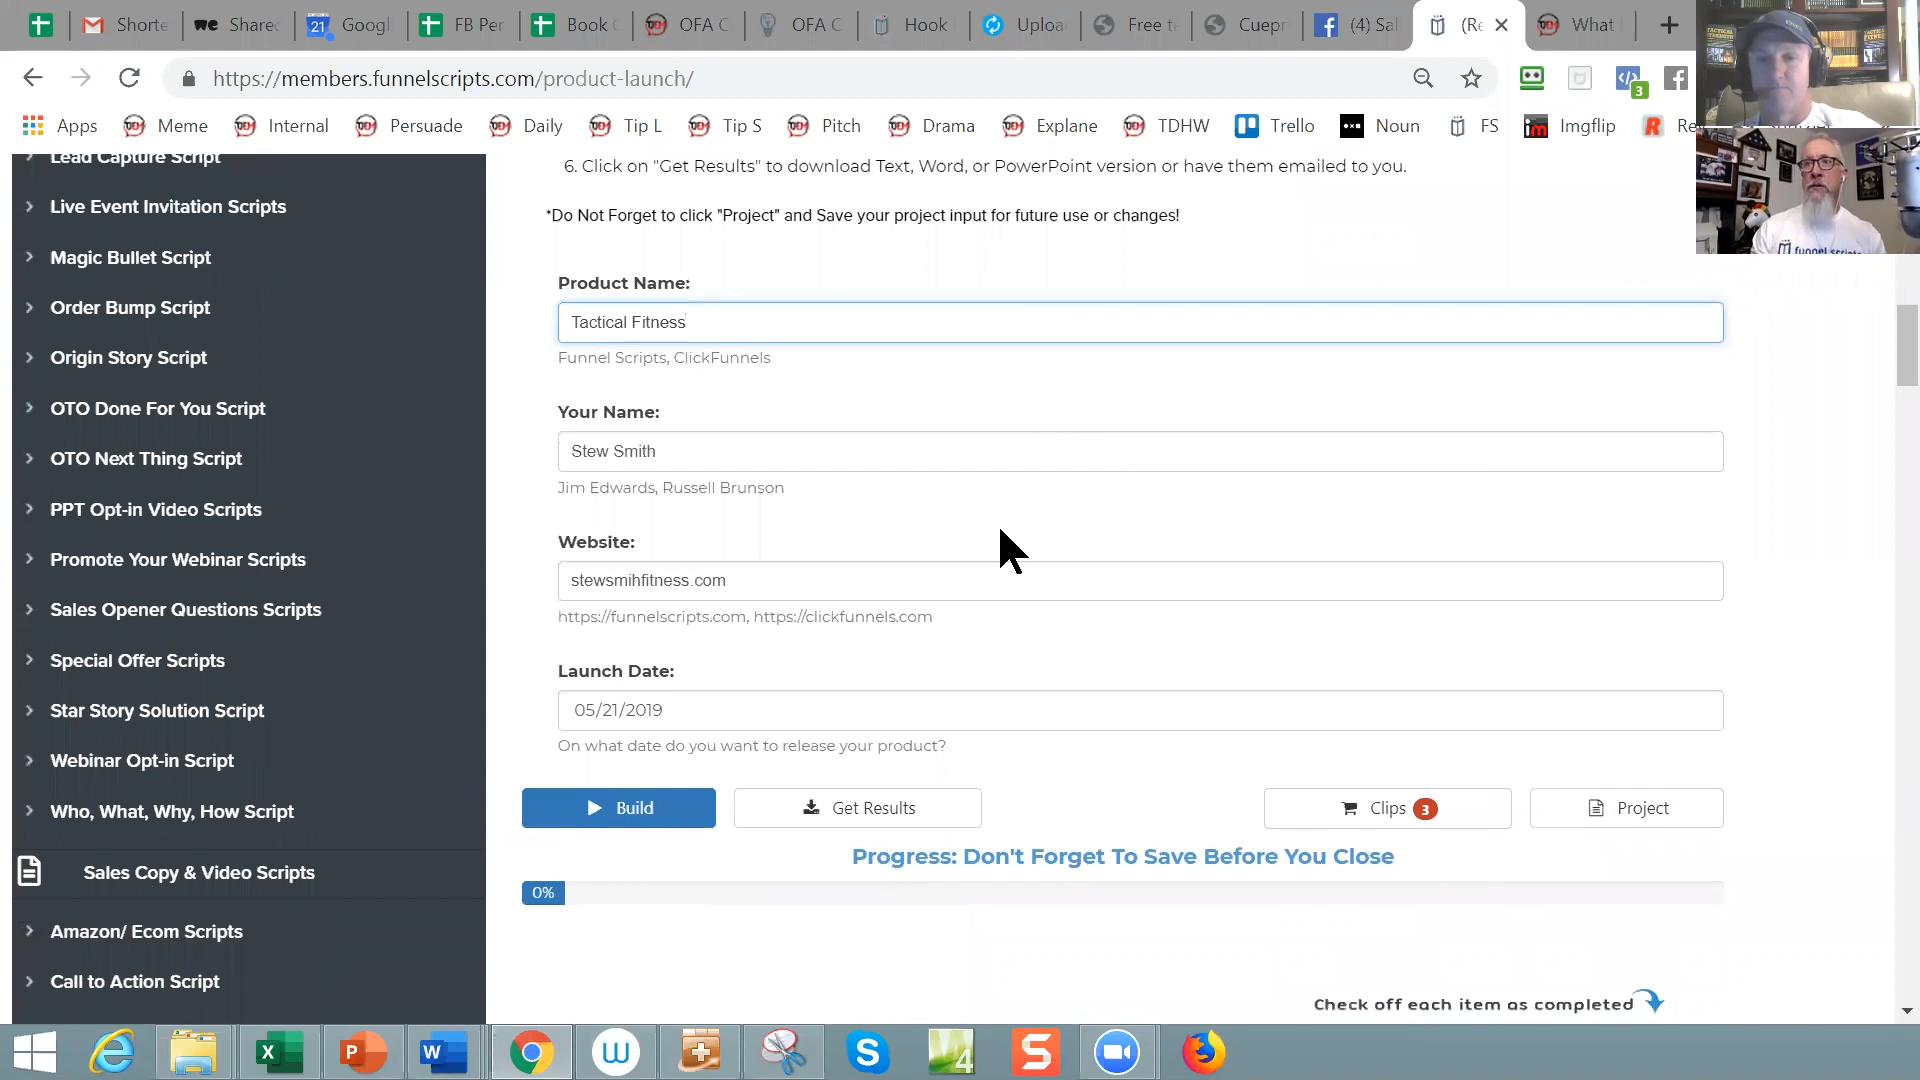 Shorte
we Share
21 Googl
FB Per
Book
OFA C
OFA C
Hook
Uploa
Free te
Cuep
(4) Sal
(Re
What
https://members.funnelscripts.com/product-launch/
3
Apps
Meme
Internal
Persuade
Daily
Tip L
Tip S
Pitch
Drama
Explane
TDHW
Trello
Noun
FS
Imgflip
Lead Capture Script
Live Event Invitation Scripts
Magic Bullet Script
Order Bump Script
Origin Story Script
OTO Done For You Script
OTO Next Thing Script
PPT Opt-in Video Scripts
Promote Your Webinar Scripts
Sales Opener Questions Scripts
Special Offer Scripts
Star Story Solution Script
Webinar Opt-in Script
Who, What, Why, How Script
Sales Copy & Video Scripts
Amazon/ Ecom Scripts
Call to Action Script
6. Click on "Get Results" to download Text, Word, or PowerPoint version or have them emailed to you.
*Do Not Forget to click "Project" and Save your project input for future use or changes!
Product Name:
Tactical Fitness
Funnel Scripts, ClickFunnels
Your Name:
Stew Smith
Jim Edwards, Russell Brunson
Website:
stewsmihfitness.com
https://funnelscripts.com, https://clickfunnels.com
Launch Date:
05/21/2019
On what date do you want to release your product?
Build
Get Results
Clips 3
Project
Progress: Don't Forget To Save Before You Close
0%
Check off each item as completed